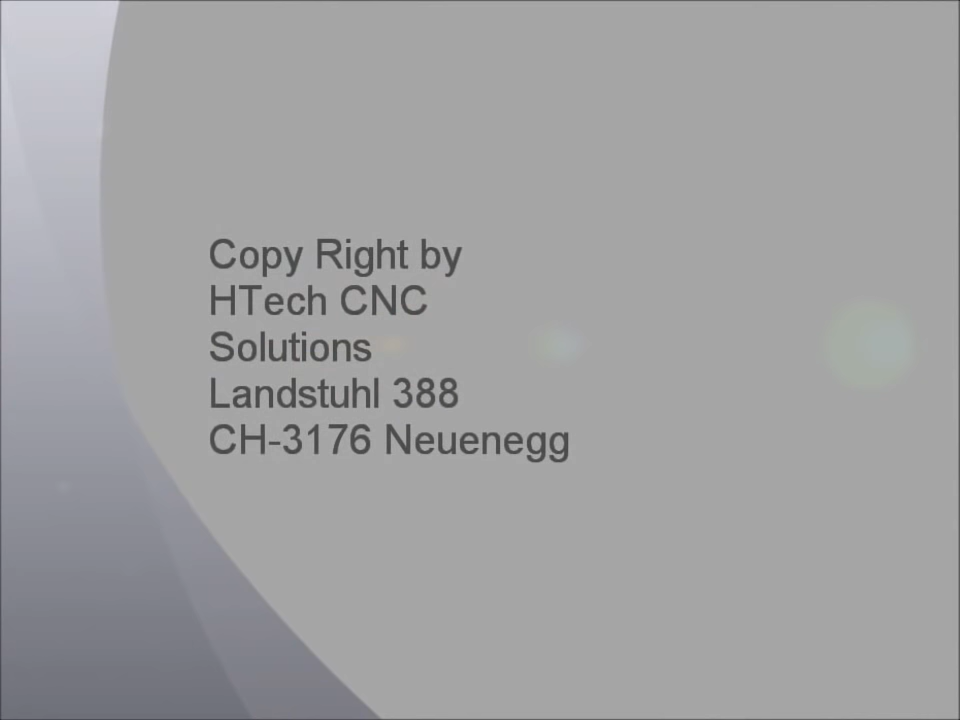 Copy Right by
HTech CNC
Solutions
Landstuhl 388
CH-3176 Neuenegg